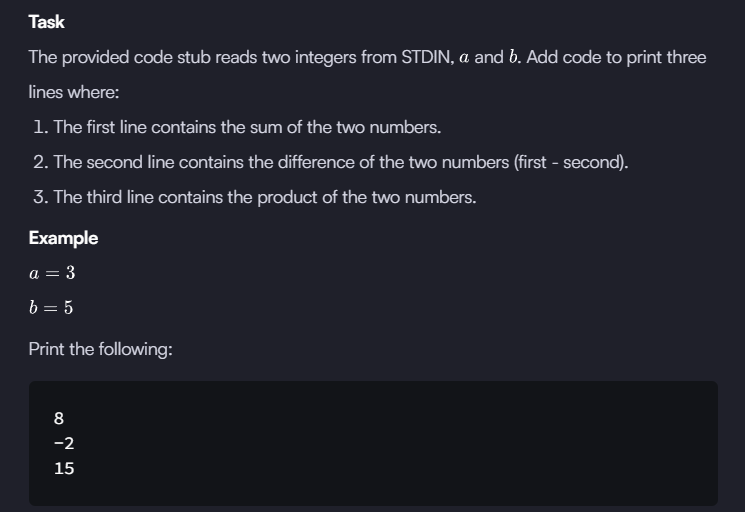 Task
The provided code stub reads two integers from STDIN, a and b. Add code to print three
lines where:
1. The first line contains the sum of the two numbers.
2. The second line contains the difference of the two numbers (first - second).
3. The third line contains the product of the two numbers.
Example
a = 3
b = 5
Print the following:
8
-2
15